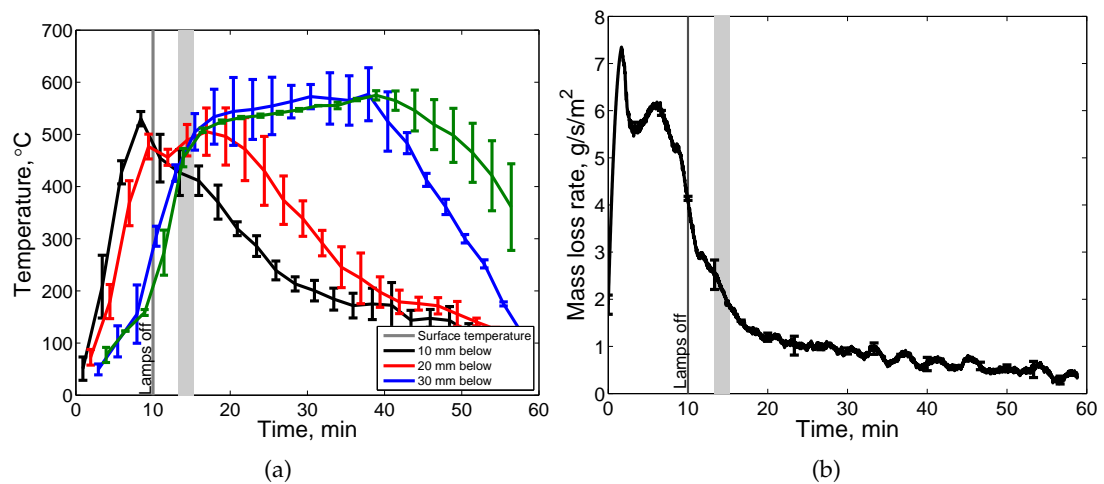 700
600
500
400
300
200
100
0
Temperature, °C
0 10 20 30 40 50 60
Time, min
Lamps off
Surface temperature
10 mm below
20 mm below
30 mm below
(a)
8
7
6
5
4
3
2
1
0
Mass loss rate, g/s/m2
0 10 20 30 40 50 60
Time, min
Lamps off
(b)